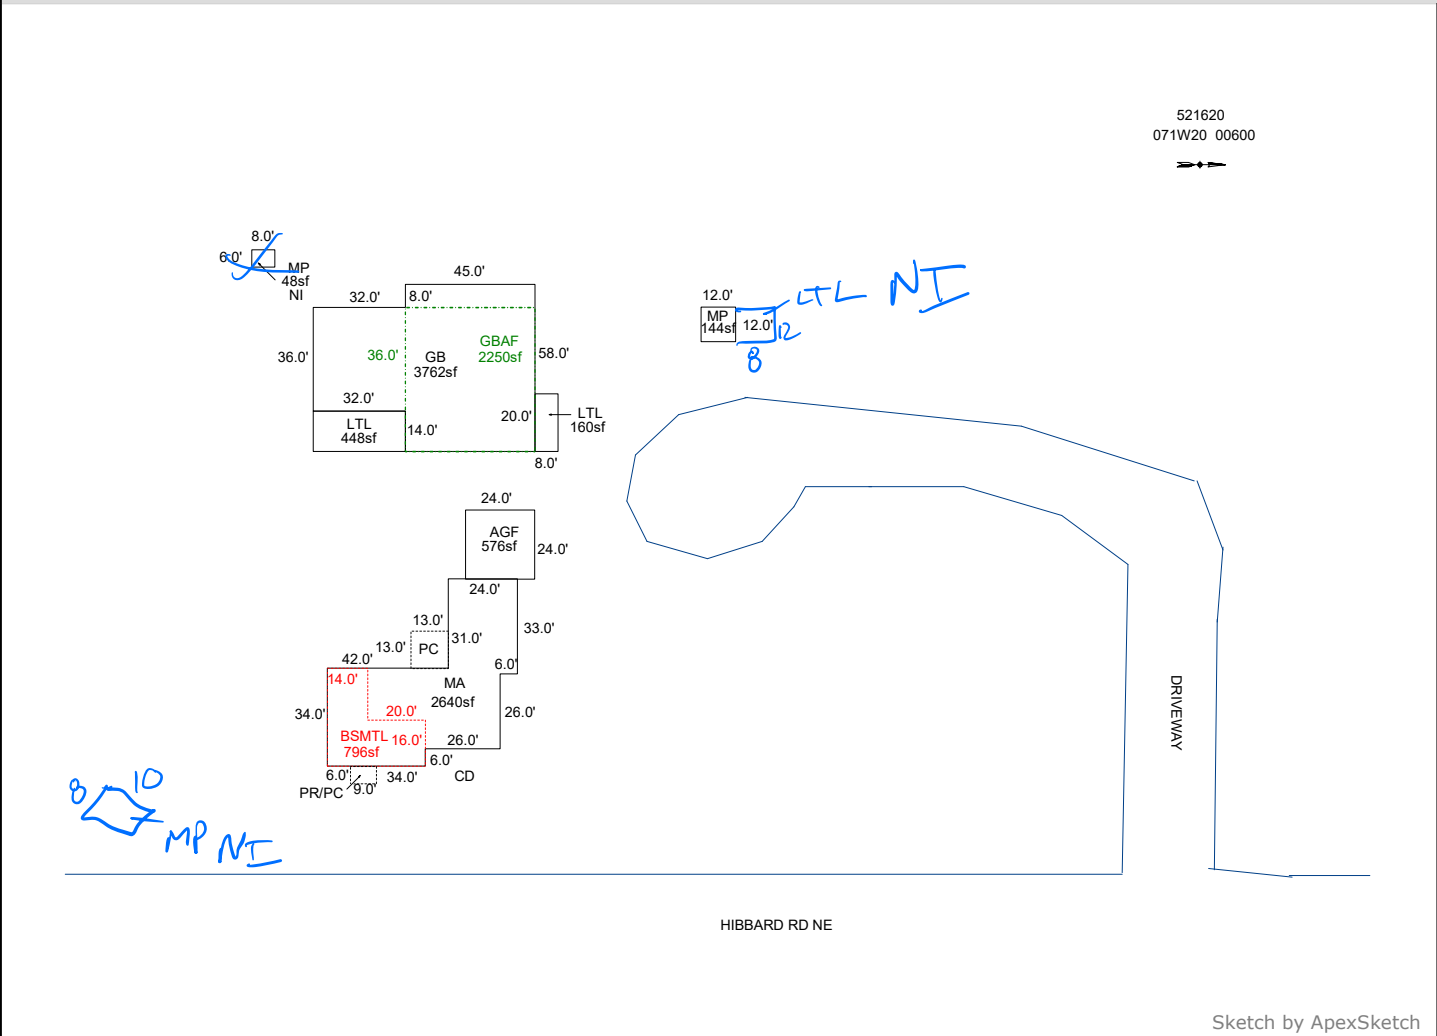 521620
071W20 00600
8.0'
6.0'
MP
48sf
NI
45.0'
32.0'
8.0'
36.0'
36.0'
GB
3762sf
GBAF
2250sf
58.0'
32.0'
LTL
448sf
14.0'
20.0'
LTL
160sf
8.0'
12.0'
MP
144sf
12.0'
LTL NI
12
8
24.0'
AGF
576sf
24.0'
24.0'
13.0'
13.0'
PC
31.0'
33.0'
42.0'
6.0'
14.0'
MA
2640sf
34.0'
20.0'
26.0'
BSMTL
796sf
16.0'
26.0'
6.0'
6.0'
34.0'
CD
PR/PC
9.0'
8
10
MP NI
DRIVEWAY
HIBBARD RD NE
Sketch by ApexSketch